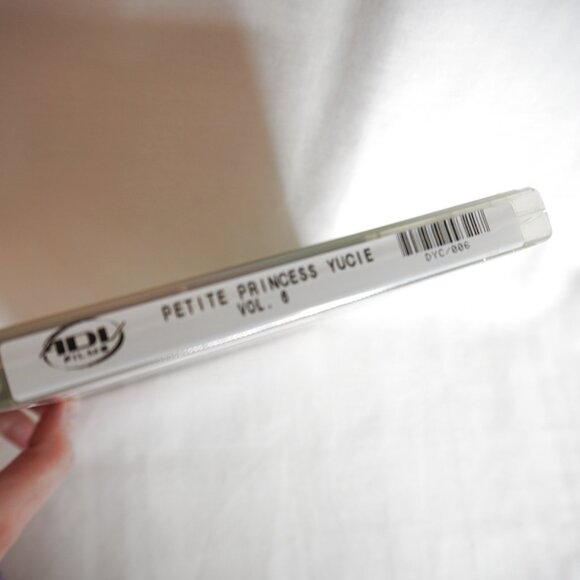 ADV
FILMS
PETITE PRINCESS YUCIE
VOL. 6
DYC/006